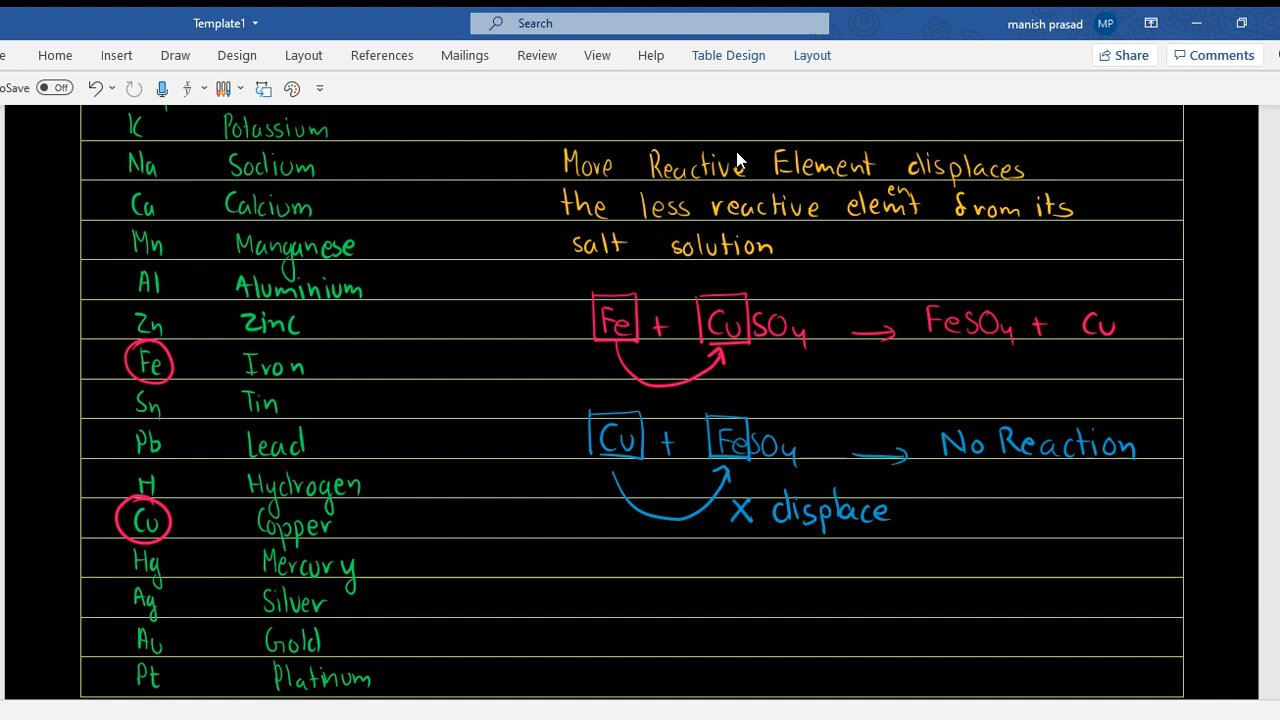 Template1
Search
manish prasad MP
Home Insert Draw Design Layout References Mailings Review View Help Table Design Layout Share Comments
Save Off
K Potassium
Na Sodium
Ca Calcium
Mn Manganese
Al Aluminium
Zn Zinc
Fe Iron
Sn Tin
Pb Lead
H Hydrogen
Cu Copper
Hg Mercury
Ag Silver
Au Gold
Pt Platinum
More Reactive Element displaces
the less reactive element from its
salt solution
Fe + CuSO4 → FeSO4 + Cu
Cu + FeSO4 → No Reaction
X displace